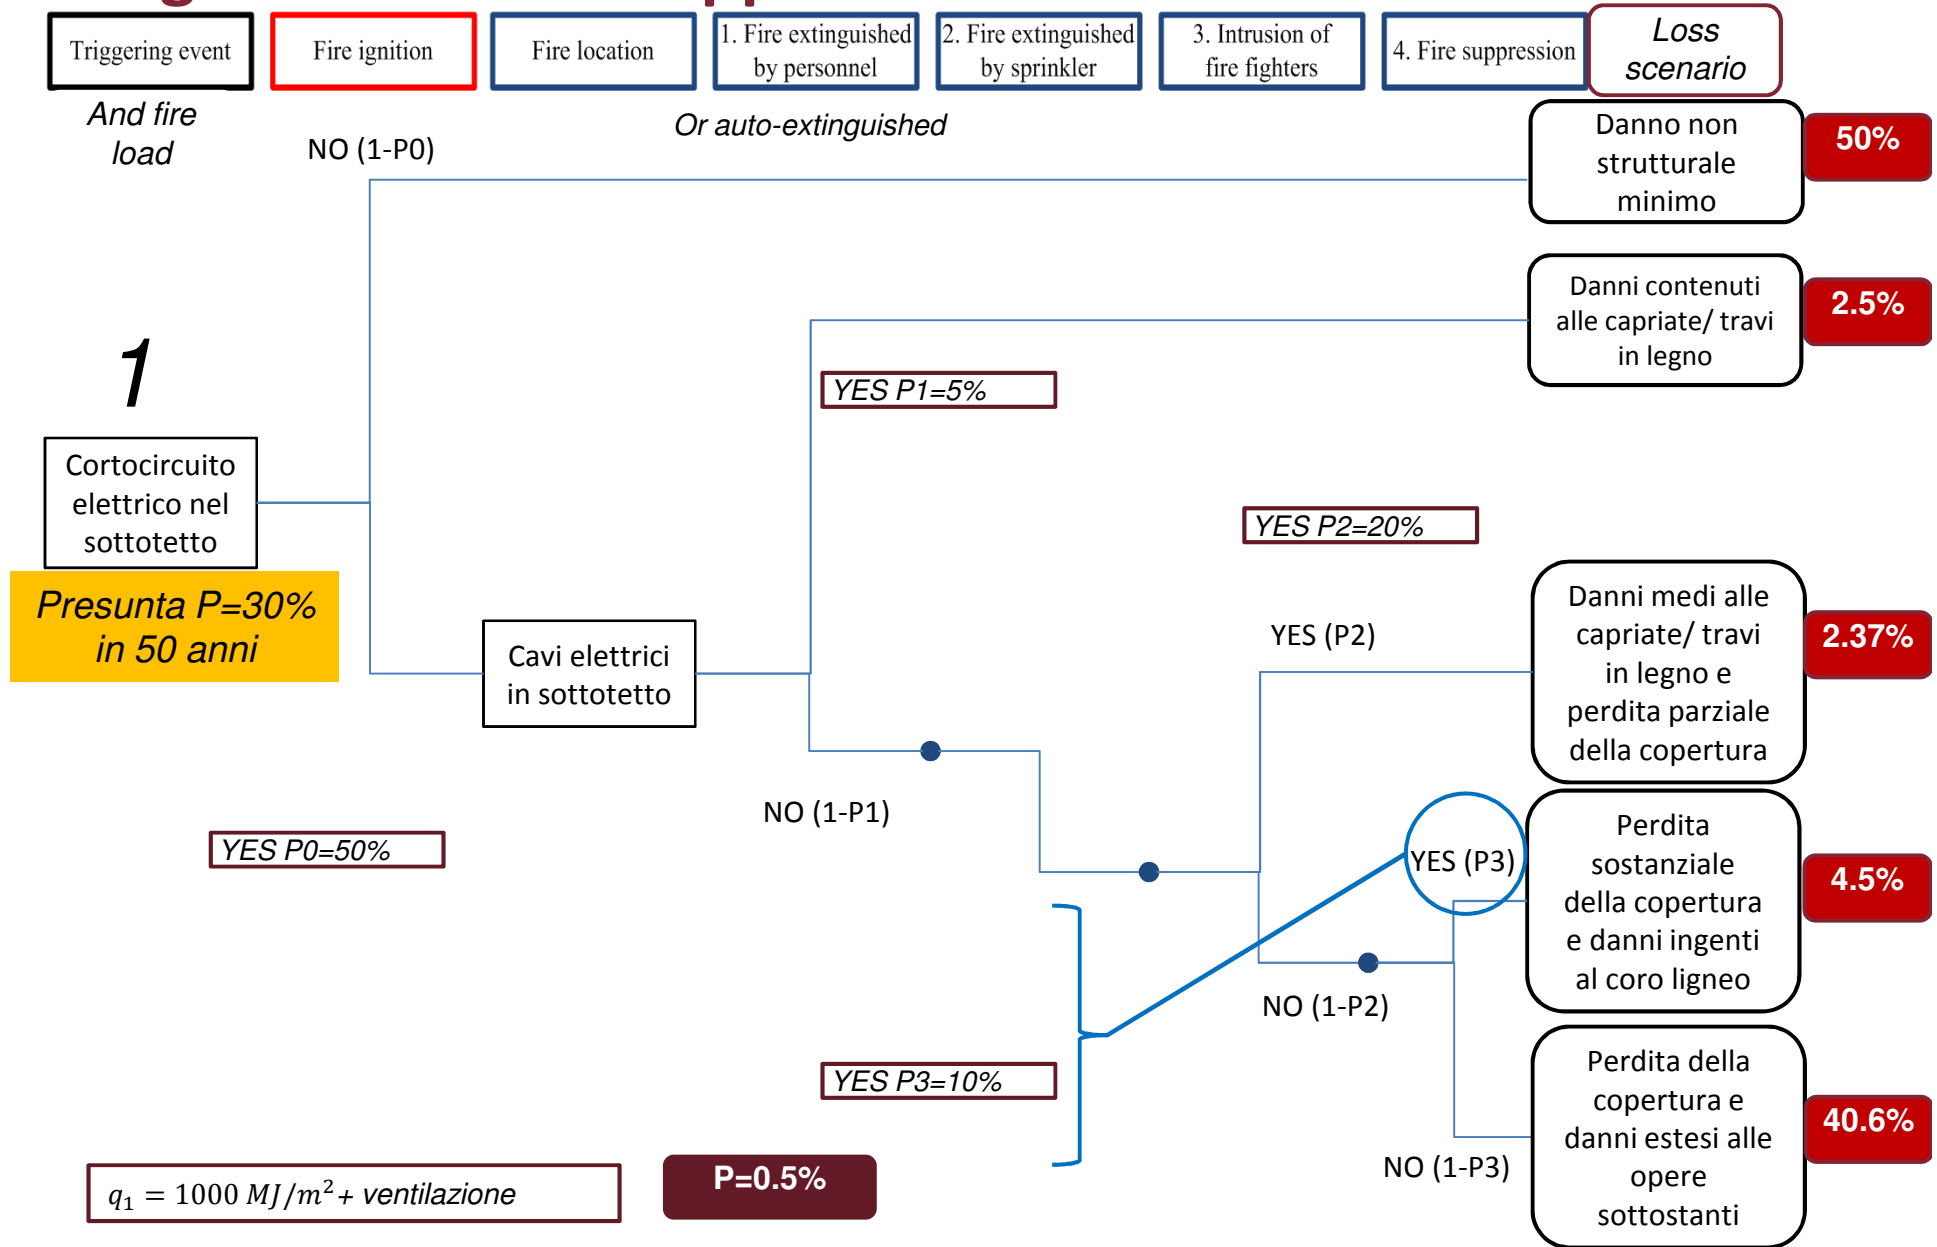 Triggering event
Fire ignition
Fire location
1. Fire extinguished
by personnel
2. Fire extinguished
by sprinkler
3. Intrusion of
fire fighters
4. Fire suppression
Loss
scenario
And fire
load
NO (1-P0)
Or auto-extinguished
Danno non
strutturale
minimo
50%
Danni contenuti
alle capriate/ travi
in legno
2.5%
1
YES P1=5%
Cortocircuito
elettrico nel
sottotetto
Presunta P=30%
in 50 anni
YES P2=20%
Cavi elettrici
in sottotetto
YES (P2)
Danni medi alle
capriate/ travi
in legno e
perdita parziale
della copertura
2.37%
NO (1-P1)
YES P0=50%
YES (P3)
Perdita
sostanziale
della copertura
e danni ingenti
al coro ligneo
4.5%
NO (1-P2)
YES P3=10%
Perdita della
copertura e
danni estesi alle
opere
sottostanti
40.6%
NO (1-P3)
q₁ = 1000 MJ/m² + ventilazione
P=0.5%